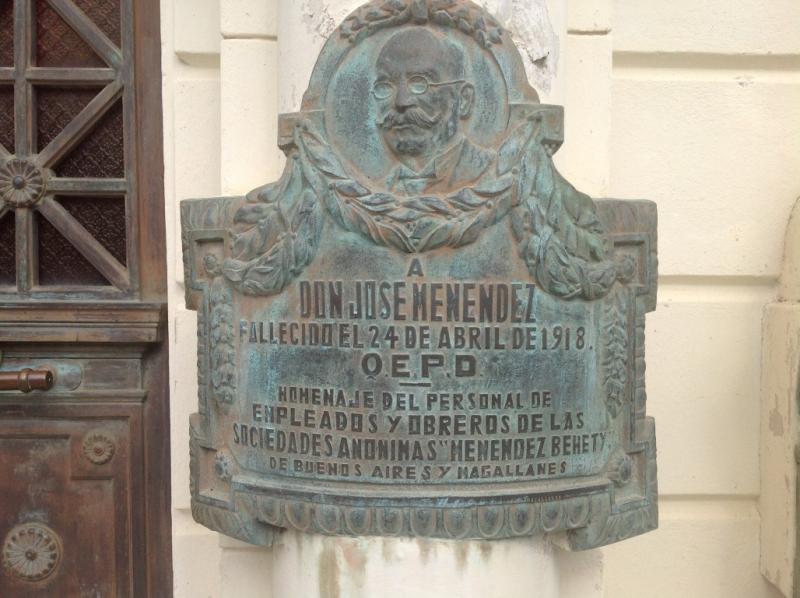 A
DON JOSE MENENDEZ
FALLECIDO EL 24 DE ABRIL DE 1918.
Q.E.P.D.
HOMENAJE DEL PERSONAL DE
EMPLEADOS Y OBREROS DE LAS
SOCIEDADES ANONIMAS "MENENDEZ BEHETY"
DE BUENOS AIRES Y MAGALLANES